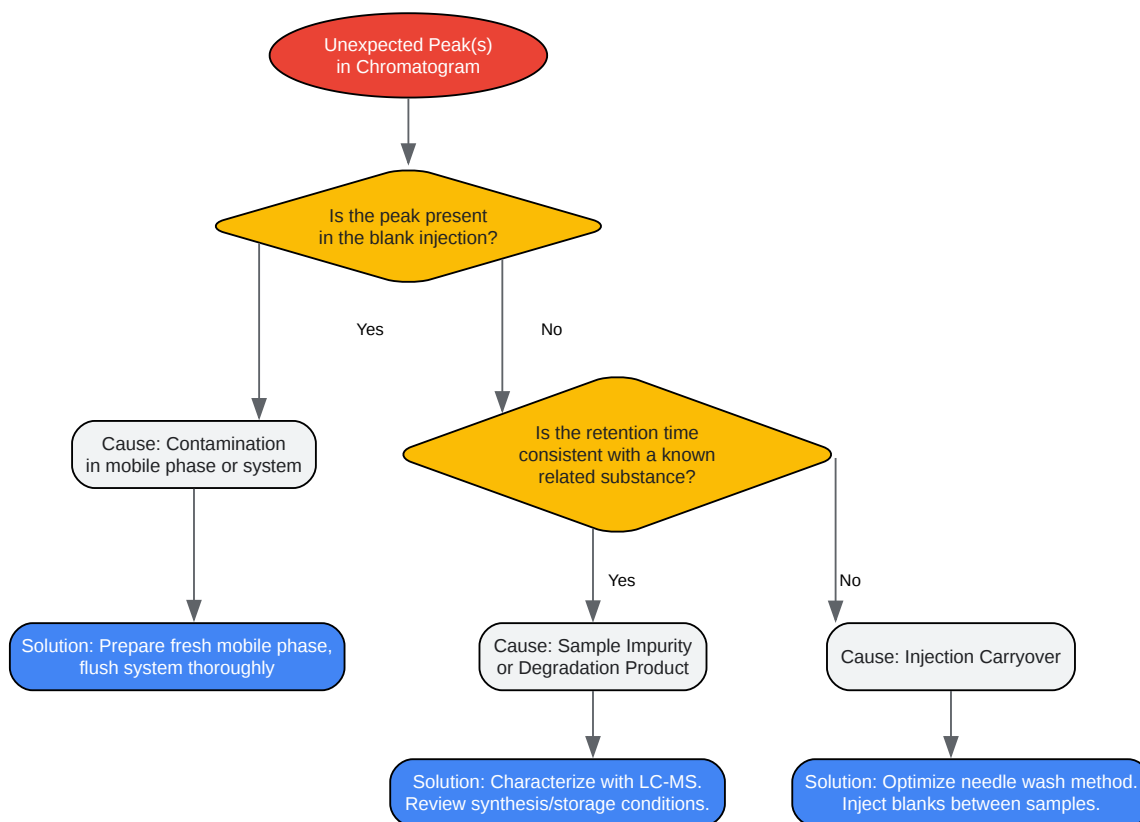 Unexpected Peak(s)
in Chromatogram
Is the peak present
in the blank injection?
Yes
No
Cause: Contamination
in mobile phase or system
Is the retention time
consistent with a known
related substance?
Yes
No
Solution: Prepare fresh mobile phase,
flush system thoroughly
Cause: Sample Impurity
or Degradation Product
Cause: Injection Carryover
Solution: Characterize with LC-MS.
Review synthesis/storage conditions.
Solution: Optimize needle wash method.
Inject blanks between samples.